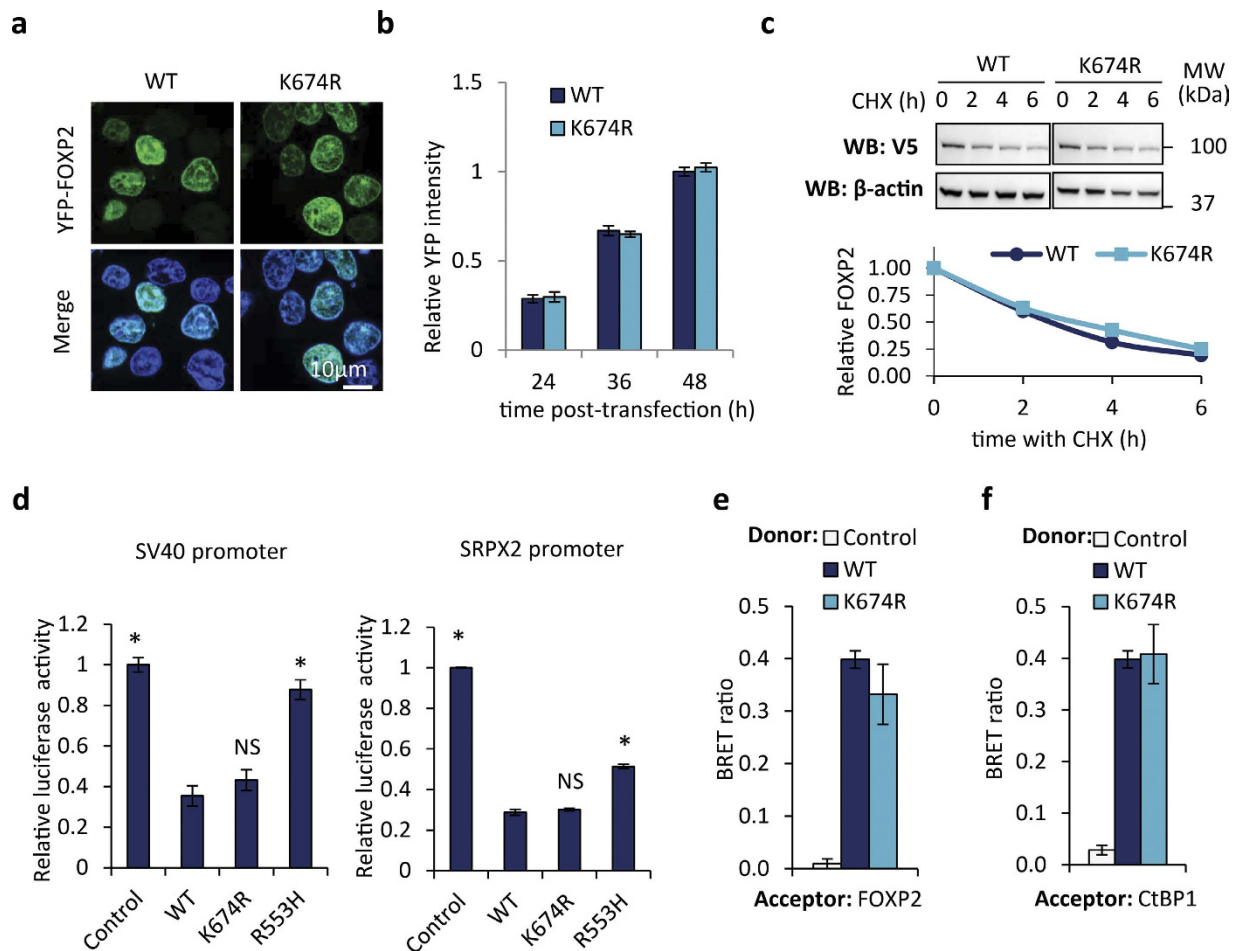 a
WT K674R
YFP-FOXP2
Merge
10µm
b
1.5
1
0.5
0
Relative YFP intensity
WT
K674R
24 36 48
time post-transfection (h)
c
WT K674R MW
(kDa)
CHX (h) 0 2 4 6 0 2 4 6
WB: V5 100
WB: β-actin
37
WT K674R
Relative FOXP2
1.00
0.75
0.50
0.25
0.00
0 2 4 6
time with CHX (h)
d
SV40 promoter
Relative luciferase activity
1.2
1
0.8
0.6
0.4
0.2
0
* NS *
Control WT K674R R553H
SRPX2 promoter
Relative luciferase activity
1.2
1
0.8
0.6
0.4
0.2
0
* NS *
Control WT K674R R553H
e
Donor: Control
WT
K674R
BRET ratio
0.5
0.4
0.3
0.2
0.1
0.0
Acceptor: FOXP2
f
Donor: Control
WT
K674R
BRET ratio
0.5
0.4
0.3
0.2
0.1
0.0
Acceptor: CtBP1